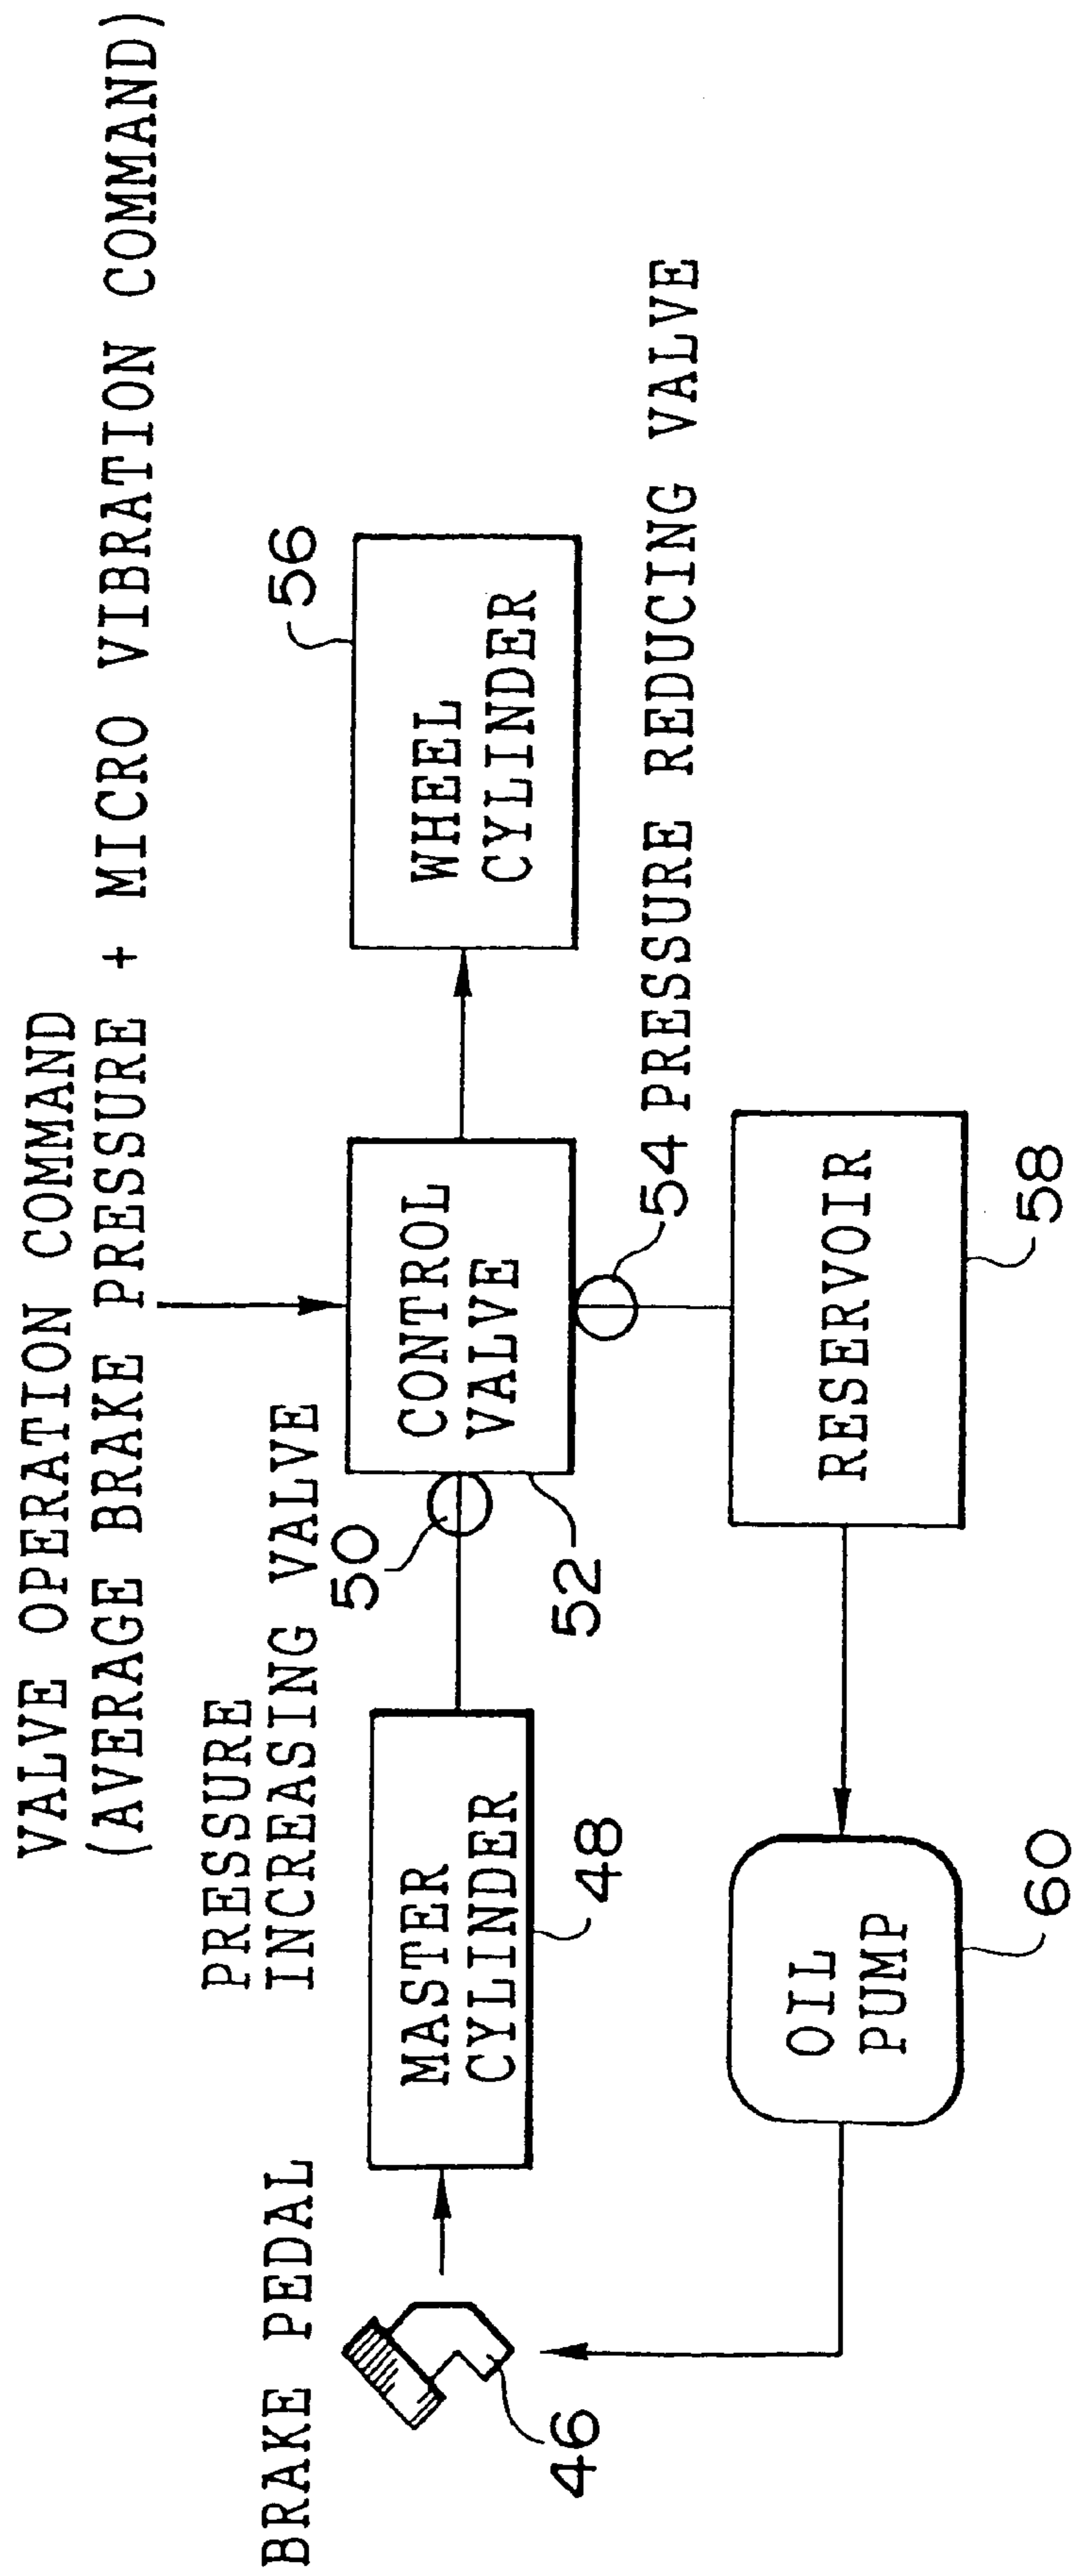 VALVE OPERATION COMMAND
(AVERAGE BRAKE PRESSURE + MICRO VIBRATION COMMAND)
PRESSURE
INCREASING VALVE
BRAKE PEDAL
50
56
MASTER
CYLINDER
CONTROL
VALVE
WHEEL
CYLINDER
46
48
52
54 PRESSURE REDUCING VALVE
OIL
PUMP
RESERVOIR
60
58